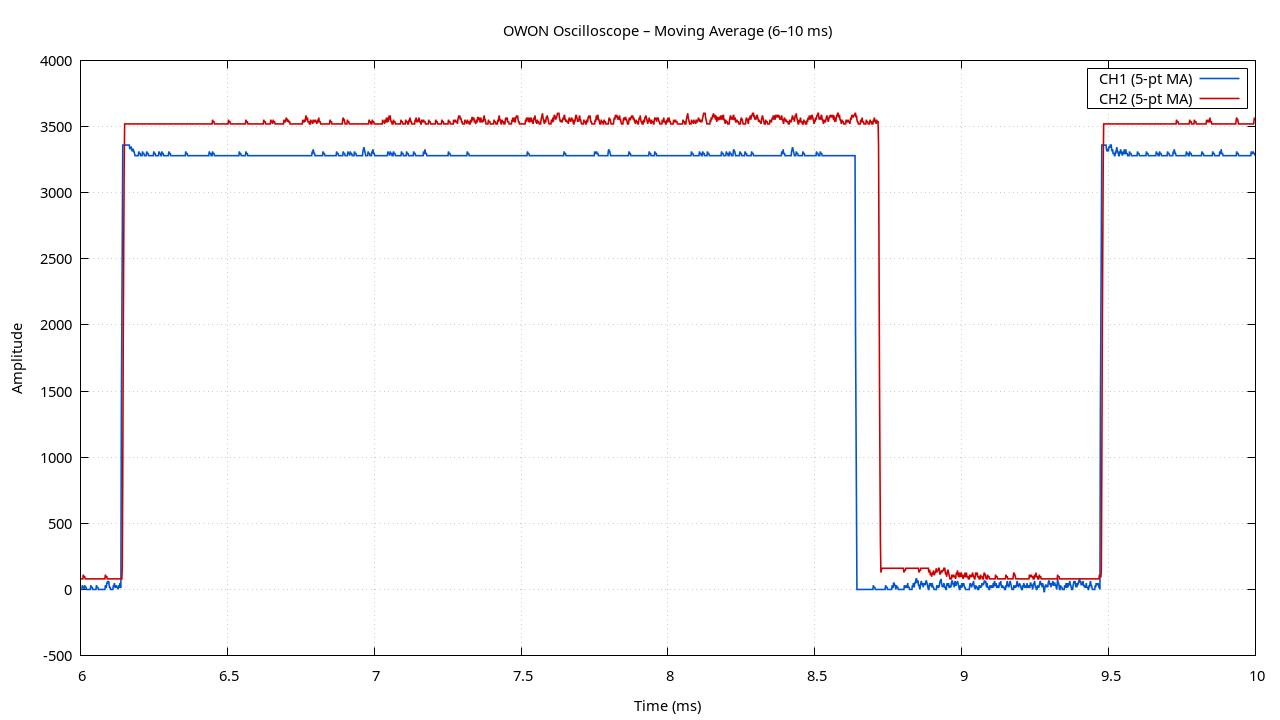 OWON Oscilloscope – Moving Average (6–10 ms)
CH1 (5-pt MA)
CH2 (5-pt MA)
4000
3500
3000
2500
2000
1500
1000
500
0
-500
Amplitude
6 6.5 7 7.5 8 8.5 9 9.5 10
Time (ms)